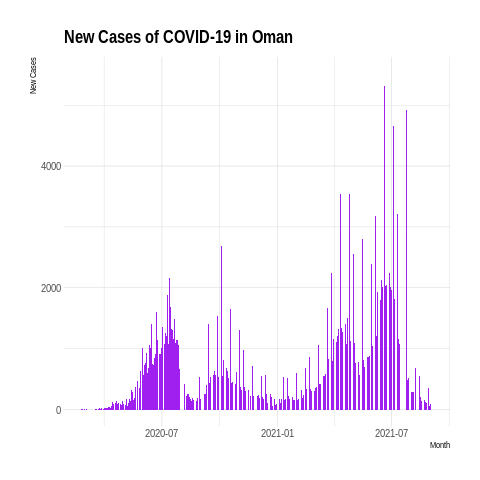 New Cases of COVID-19 in Oman
New Cases
4000
2000
0
2020-07
2021-01
2021-07
Month